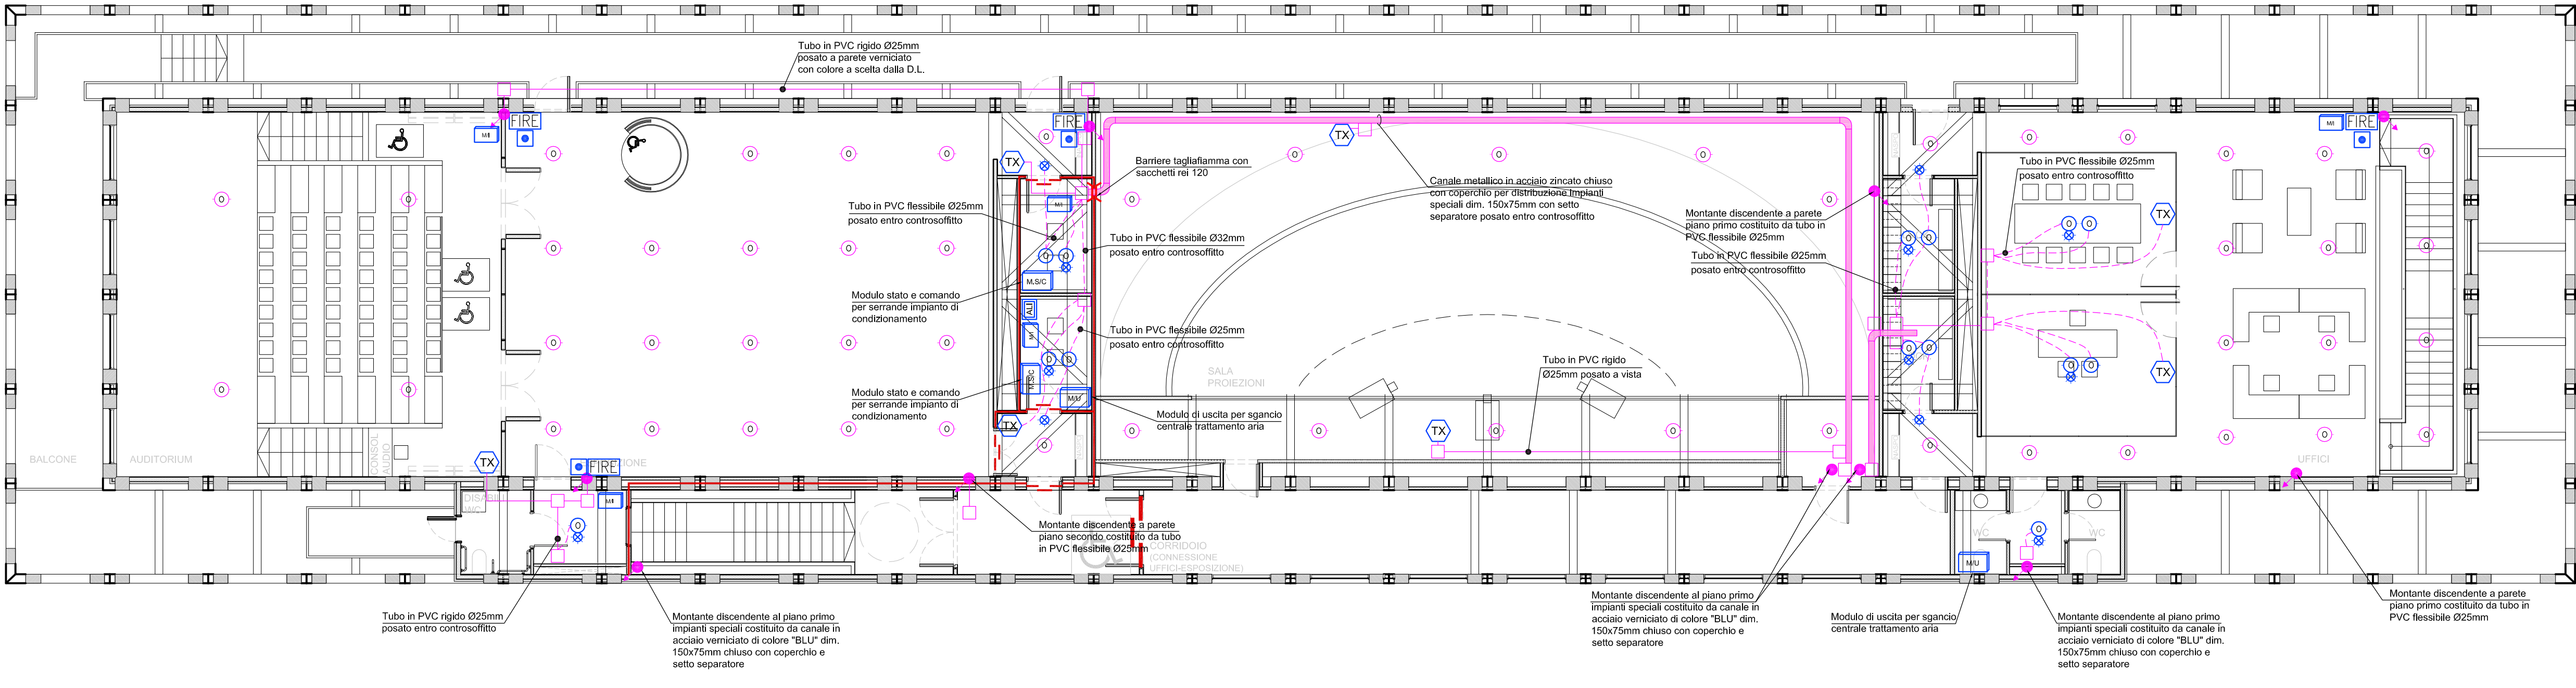 Tubo in PVC rigido Ø25mm
posato a parete verniciato
con colore a scelta dalla D.L.
FIRE
M/I
FIRE
M/I
FIRE
TX
TX
Barriere tagliafiamma con
sacchetti rei 120
Canale metallico in acciaio zincato chiuso
con coperchio per distribuzione Impianti
speciali dim. 150x75mm con setto
separatore posato entro controsoffitto
Tubo in PVC flessibile Ø25mm
posato entro controsoffitto
Tubo in PVC flessibile Ø25mm
posato entro controsoffitto
M/I
Montante discendente a parete
piano primo costituito da tubo in
PVC flessibile Ø25mm
TX
Tubo in PVC flessibile Ø32mm
posato entro controsoffitto
Tubo in PVC flessibile Ø25mm
posato entro controsoffitto
M,S/C
Modulo stato e comando
per serrande impianto di
condizionamento
ALI
M/I
Tubo in PVC flessibile Ø25mm
posato entro controsoffitto
Tubo in PVC rigido
Ø25mm posato a vista
SALA
PROIEZIONI
TX
M,S/C
Modulo stato e comando
per serrande impianto di
condizionamento
M/U
Modulo di uscita per sgancio
centrale trattamento aria
TX
TX
BALCONE
AUDITORIUM
CONSOL
AUDIO
TX
FIRE
ZIONE
UFFICI
DISABILI
WC
M/I
Montante discendente a parete
piano secondo costituito da tubo
in PVC flessibile Ø25mm
CORRIDOIO
(CONNESSIONE
UFFICI-ESPOSIZIONE)
WC
WC
M/U
Tubo in PVC rigido Ø25mm
posato entro controsoffitto
Montante discendente al piano primo
impianti speciali costituito da canale in
acciaio verniciato di colore "BLU" dim.
150x75mm chiuso con coperchio e
setto separatore
Montante discendente al piano primo
impianti speciali costituito da canale in
acciaio verniciato di colore "BLU" dim.
150x75mm chiuso con coperchio e
setto separatore
Modulo di uscita per sgancio
centrale trattamento aria
Montante discendente al piano primo
impianti speciali costituito da canale in
acciaio verniciato di colore "BLU" dim.
150x75mm chiuso con coperchio e
setto separatore
Montante discendente a parete
piano primo costituito da tubo in
PVC flessibile Ø25mm